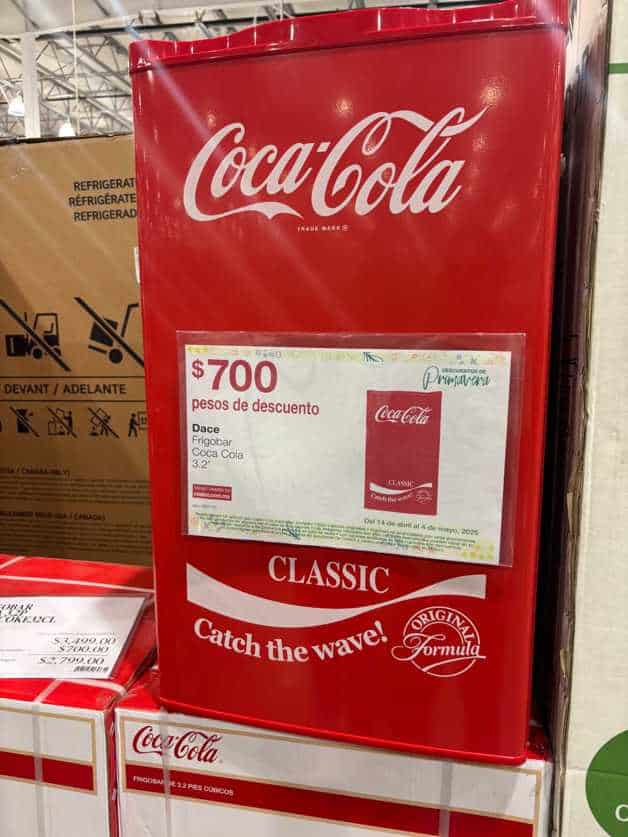 Coca-Cola
TRADE MARK ®
REFRIGERAT
RÉFRIGÉRATE
REFRIGERAD
DEVANT / ADELANTE
$700
pesos de descuento
DESCUENTOS DE
Primavera
Dace
Frigobar
Coca Cola
3.2'
Coca-Cola
CLASSIC
Catch the wave!
Del 14 de abril al 4 de mayo, 2025
CLASSIC
Catch the wave!
ORIGINAL
Formula
$3,499.00
$700.00
$2,799.00
Coca-Cola
FRIGOBAR DE 3.2 PIES CÚBICOS